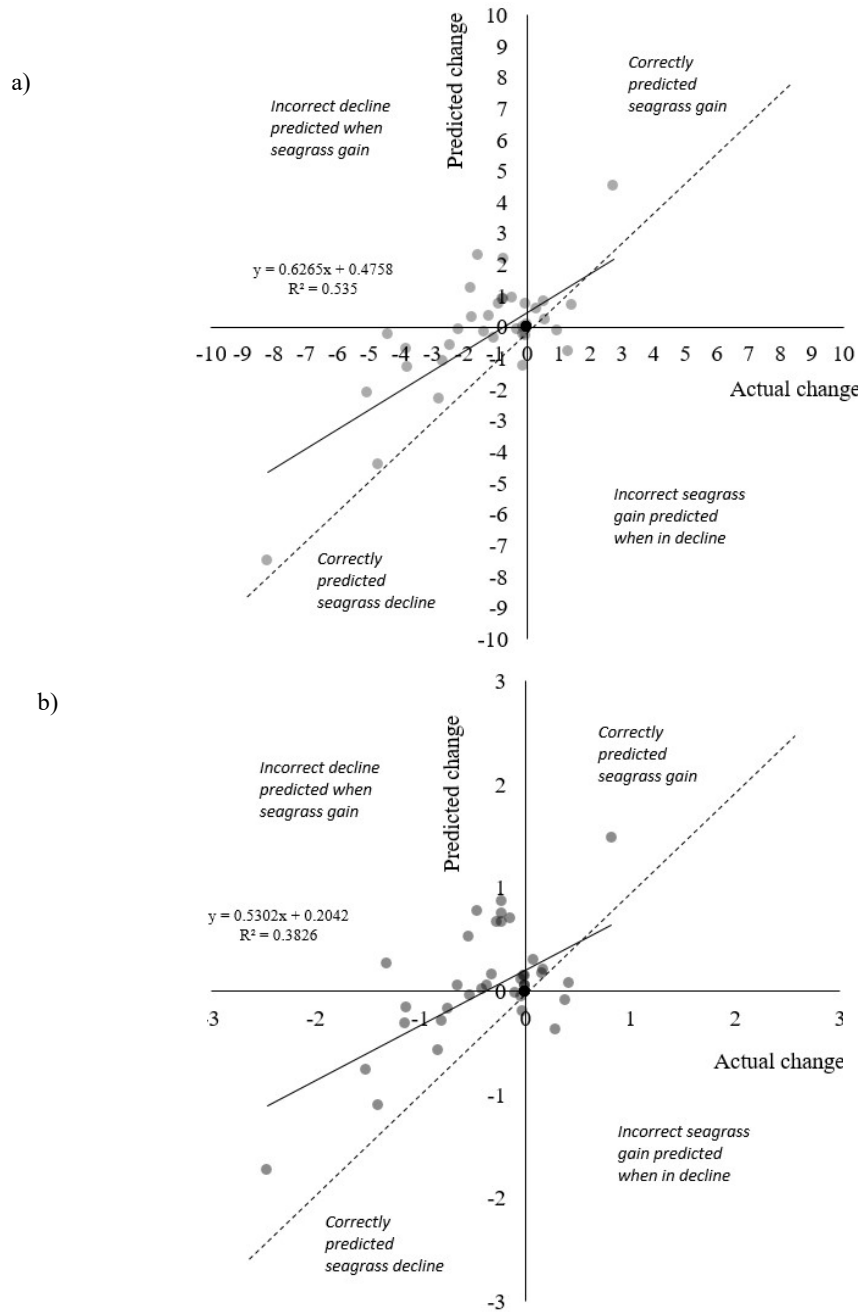 a)
Predicted change
10
9
8
7
6
5
4
3
2
1
0
-1
-2
-3
-4
-5
-6
-7
-8
-9
-10
Incorrect decline
predicted when
seagrass gain
Correctly
predicted
seagrass gain
y = 0.6265x + 0.4758
R² = 0.535
-10 -9 -8 -7 -6 -5 -4 -3 -2 -1 0 1 2 3 4 5 6 7 8 9 10
Actual change
Incorrect seagrass
gain predicted
when in decline
Correctly
predicted
seagrass decline
b)
Predicted change
3
2
1
0
-1
-2
-3
Incorrect decline
predicted when
seagrass gain
Correctly
predicted
seagrass gain
y = 0.5302x + 0.2042
R² = 0.3826
-3 -2 -1 0 1 2 3
Actual change
Incorrect seagrass
gain predicted
when in decline
Correctly
predicted
seagrass decline